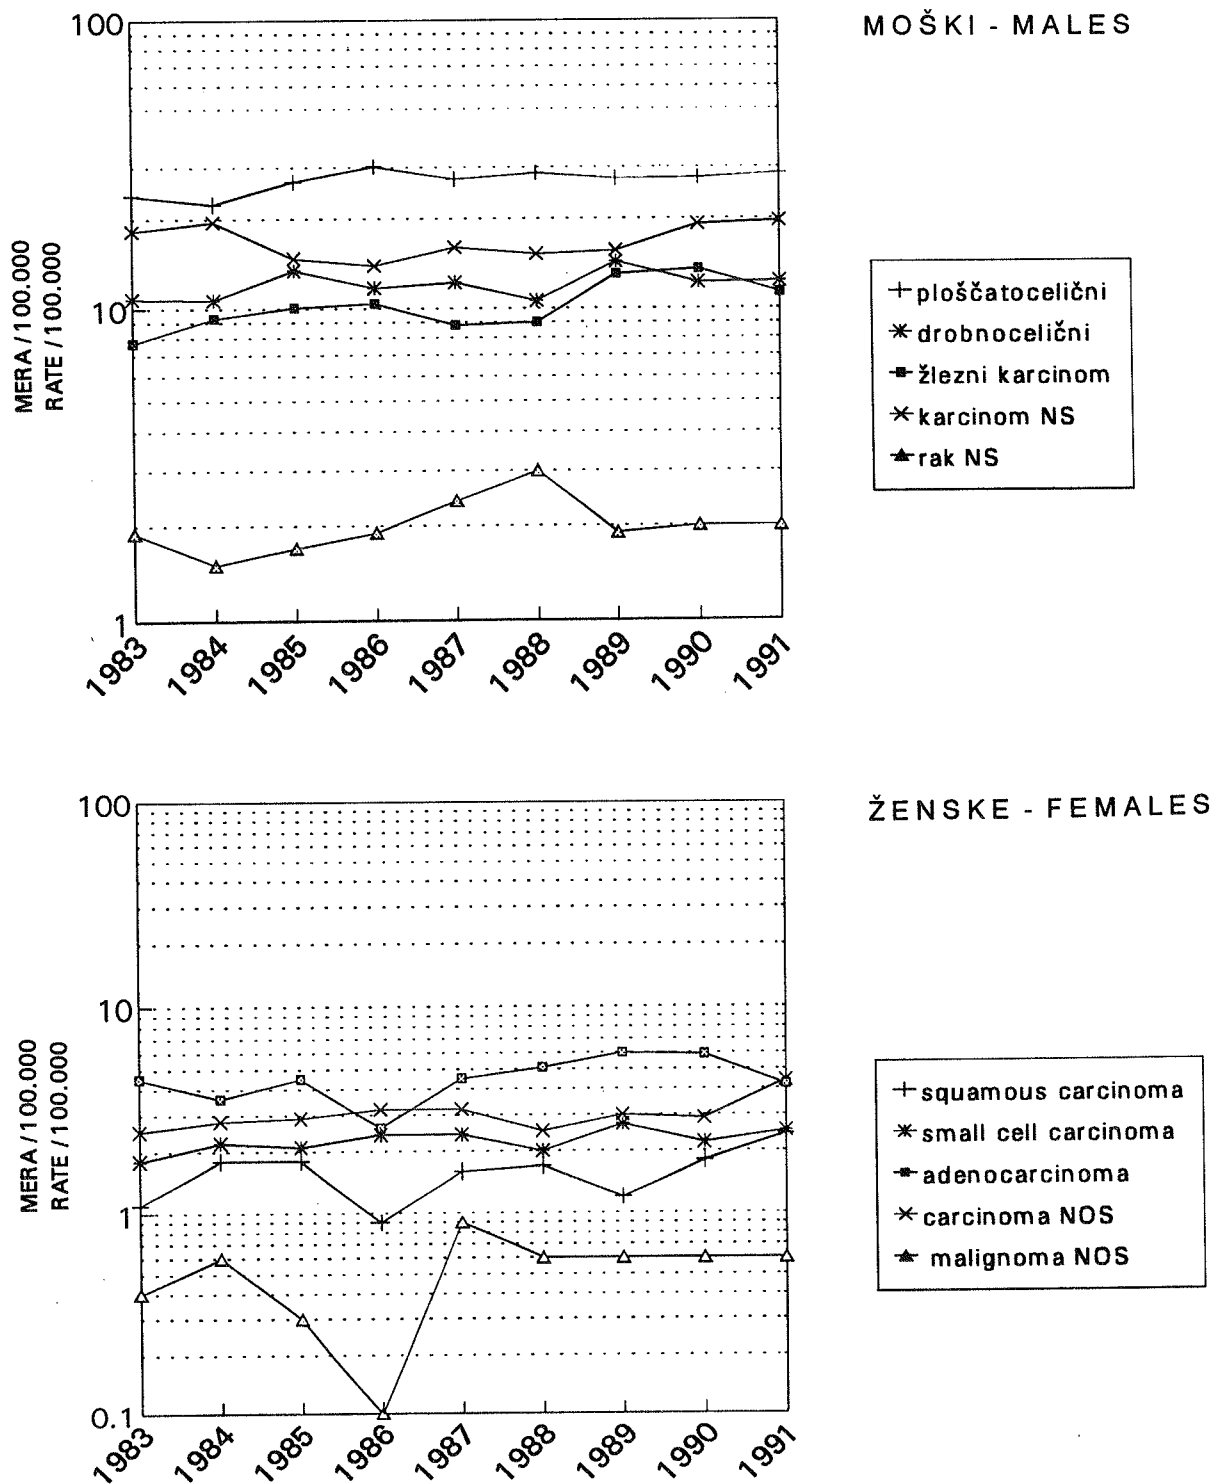 MOŠKI - MALES
100
10
1
MERA / 100.000
RATE / 100.000
1983 1984 1985 1986 1987 1988 1989 1990 1991
ploščatocelični
drobnocelični
žlezni karcinom
karcinom NS
rak NS
ŽENSKE - FEMALES
100
10
1
0.1
MERA / 100.000
RATE / 100.000
1983 1984 1985 1986 1987 1988 1989 1990 1991
squamous carcinoma
small cell carcinoma
adenocarcinoma
carcinoma NOS
malignoma NOS